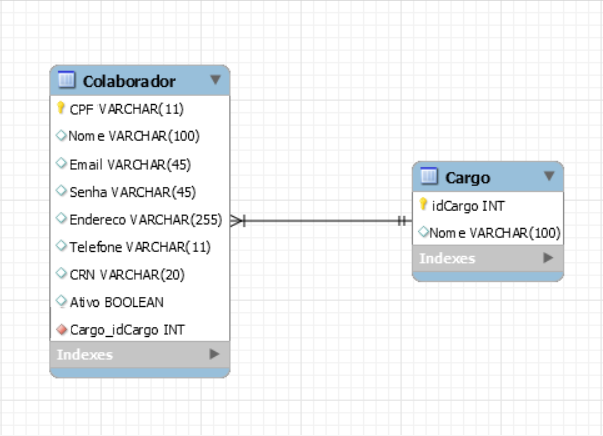 Colaborador
CPF VARCHAR(11)
Nome VARCHAR(100)
Email VARCHAR(45)
Senha VARCHAR(45)
Endereco VARCHAR(255)
Telefone VARCHAR(11)
CRN VARCHAR(20)
Ativo BOOLEAN
Cargo_idCargo INT
Indexes
Cargo
idCargo INT
Nome VARCHAR(100)
Indexes